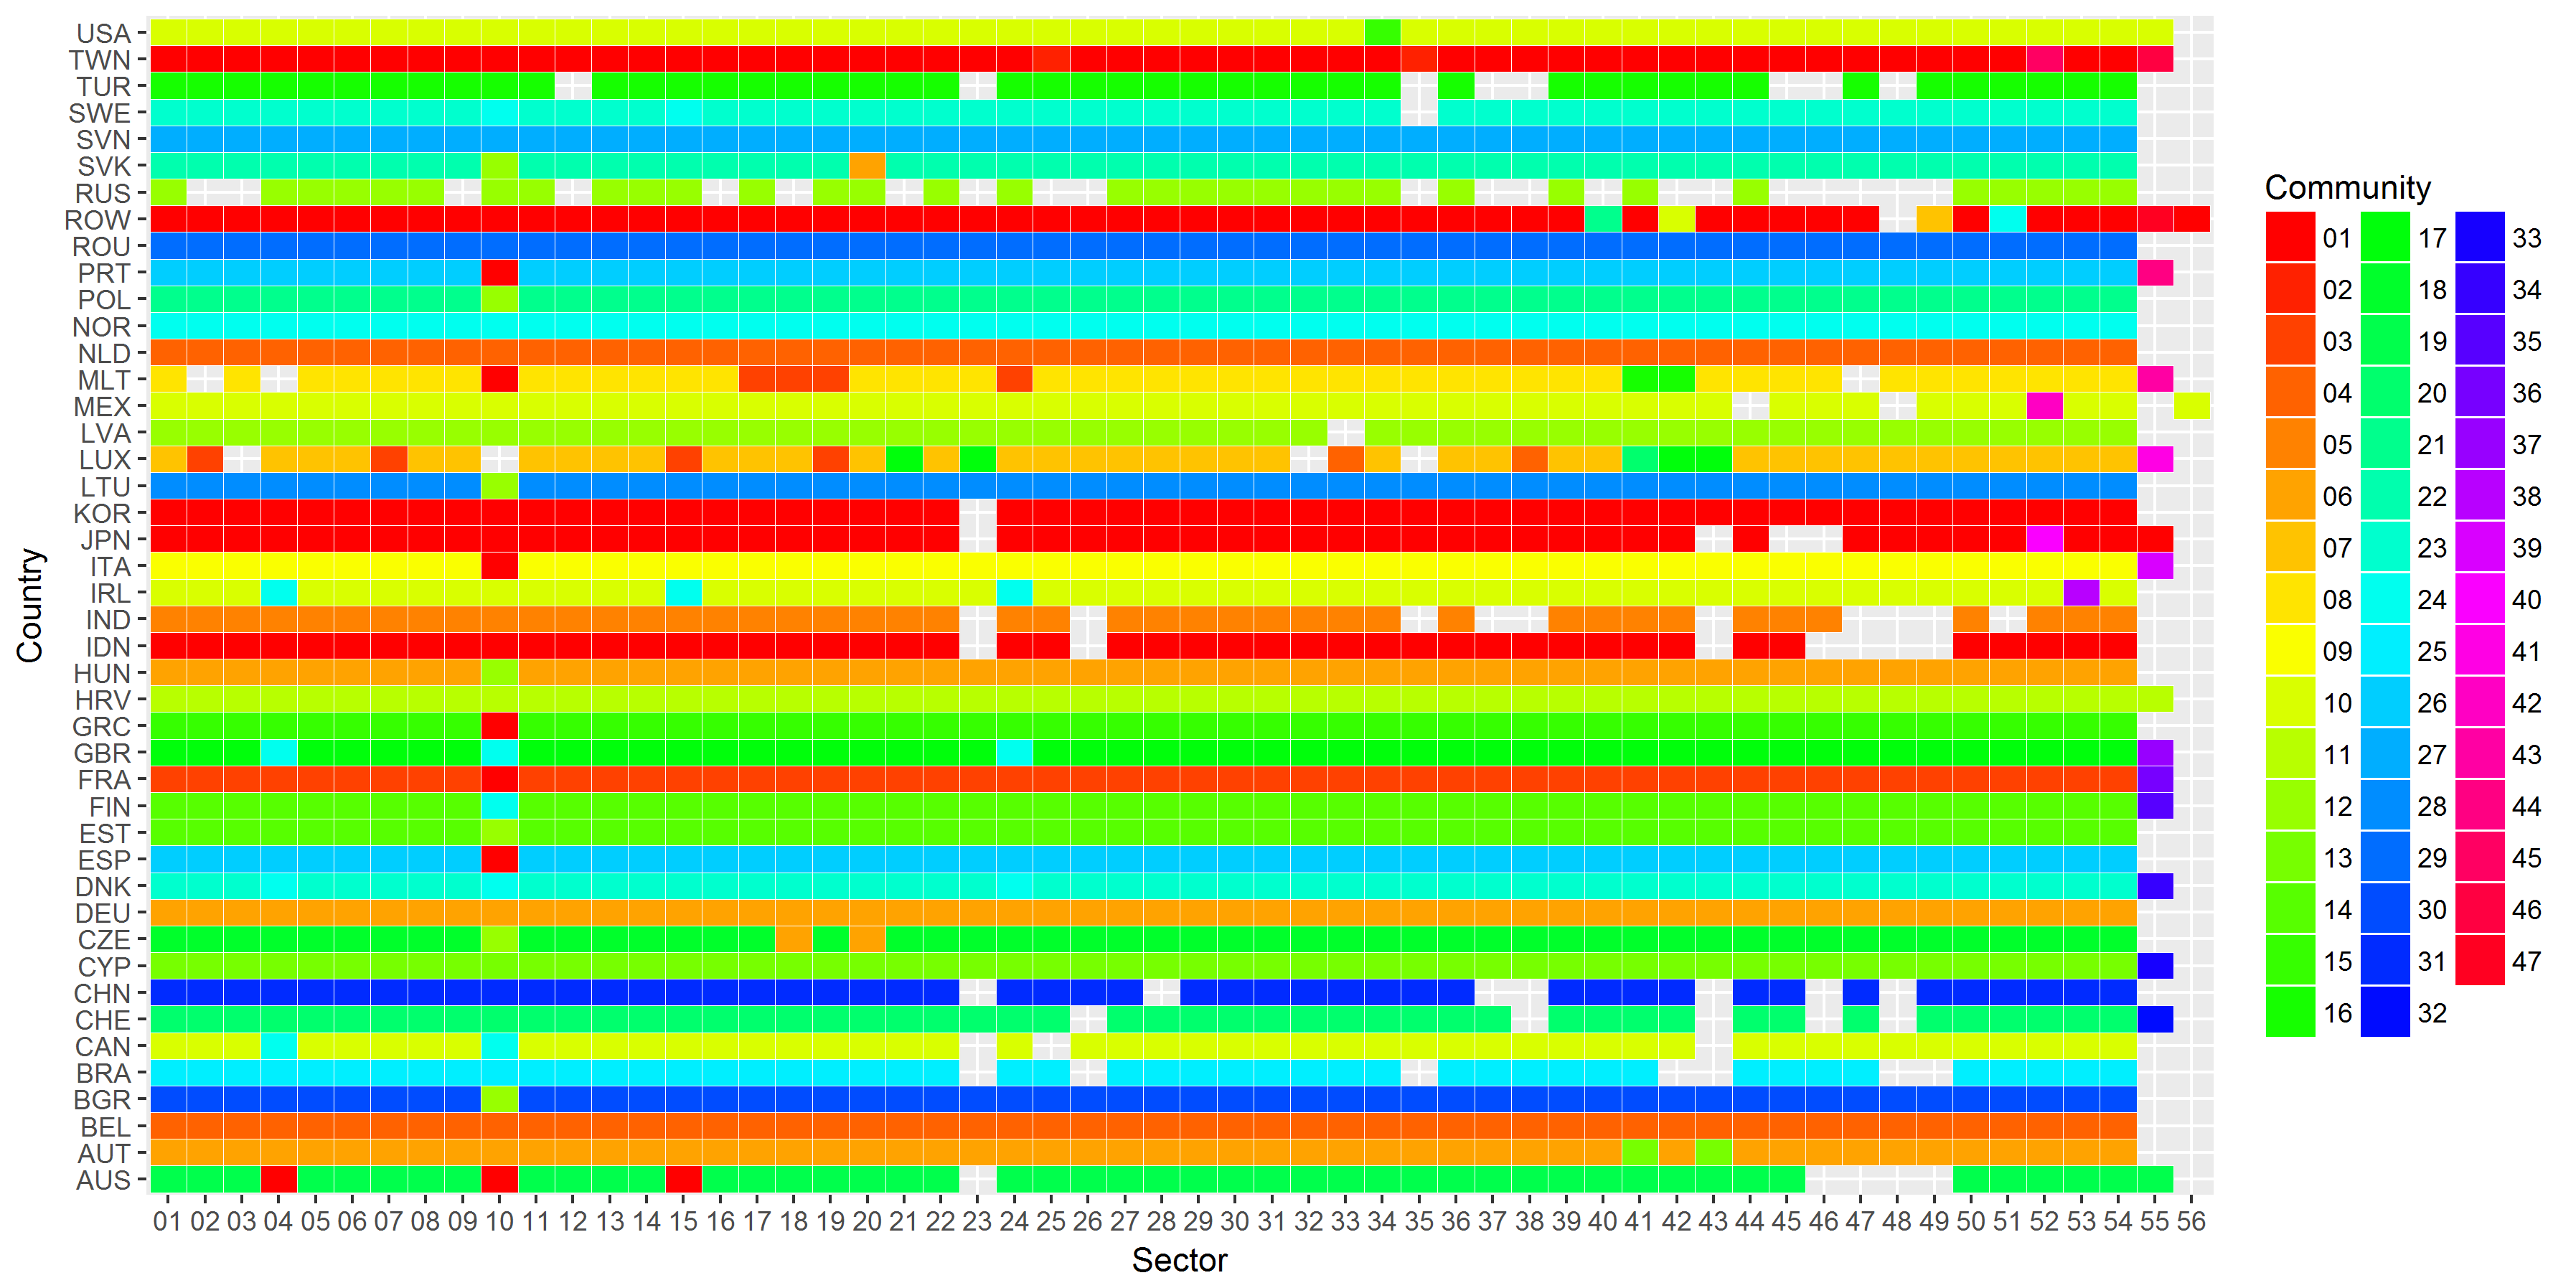 Country
USA
TWN
TUR
SWE
SVN
SVK
RUS
ROW
ROU
PRT
POL
NOR
NLD
MLT
MEX
LVA
LUX
LTU
KOR
JPN
ITA
IRL
IND
IDN
HUN
HRV
GRC
GBR
FRA
FIN
EST
ESP
DNK
DEU
CZE
CYP
CHN
CHE
CAN
BRA
BGR
BEL
AUT
AUS
01 02 03 04 05 06 07 08 09 10 11 12 13 14 15 16 17 18 19 20 21 22 23 24 25 26 27 28 29 30 31 32 33 34 35 36 37 38 39 40 41 42 43 44 45 46 47 48 49 50 51 52 53 54 55 56
Sector
Community
01 17 33
02 18 34
03 19 35
04 20 36
05 21 37
06 22 38
07 23 39
08 24 40
09 25 41
10 26 42
11 27 43
12 28 44
13 29 45
14 30 46
15 31 47
16 32